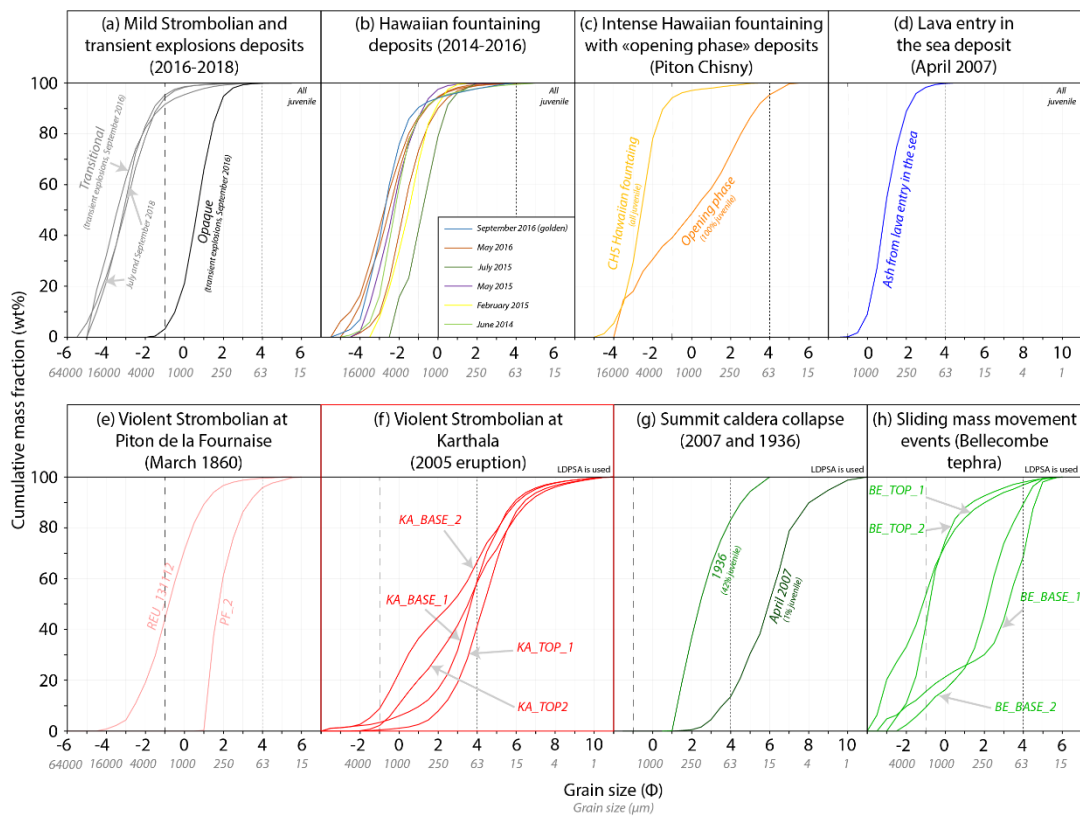 (a) Mild Strombolian and
transient explosions deposits
(2016-2018)
(b) Hawaiian fountaining
deposits (2014-2016)
(c) Intense Hawaiian fountaining
with «opening phase» deposits
(Piton Chisny)
(d) Lava entry in
the sea deposit
(April 2007)
Cumulative mass fraction (wt%)
100
80
60
40
20
0
All
juvenile
Transitional
(transient explosions, September 2016)
July and September 2018
Opaque
(transient explosions, September 2016)
-6 -4 -2 0 2 4 6
64000 16000 4000 1000 250 63 15
All
juvenile
September 2016 (golden)
May 2016
July 2015
May 2015
February 2015
June 2014
-4 -2 0 2 4 6
16000 4000 1000 250 63 15
CH5 Hawaiian fountaing
(all juvenile)
Opening phase
(100% juvenile)
-4 -2 0 2 4 6
16000 4000 1000 250 63 15
All
juvenile
Ash from lava entry in the sea
0 2 4 6 8 10
1000 250 63 15 4 1
(e) Violent Strombolian at
Piton de la Fournaise
(March 1860)
(f) Violent Strombolian at
Karthala
(2005 eruption)
(g) Summit caldera collapse
(2007 and 1936)
(h) Sliding mass movement
events (Bellecombe
tephra)
100
80
60
40
20
0
REU_131112
PF_2
-6 -4 -2 0 2 4 6
64000 16000 4000 1000 250 63 15
LDPSA is used
KA_BASE_2
KA_BASE_1
KA_TOP_1
KA_TOP2
-2 0 2 4 6 8 10
4000 1000 250 63 15 4 1
LDPSA is used
1936
(42% juvenile)
April 2007
(1% juvenile)
0 2 4 6 8 10
1000 250 63 15 4 1
LDPSA is used
BE_TOP_1
BE_TOP_2
BE_BASE_1
BE_BASE_2
-2 0 2 4 6
4000 1000 250 63 15
Grain size (Φ)
Grain size (µm)